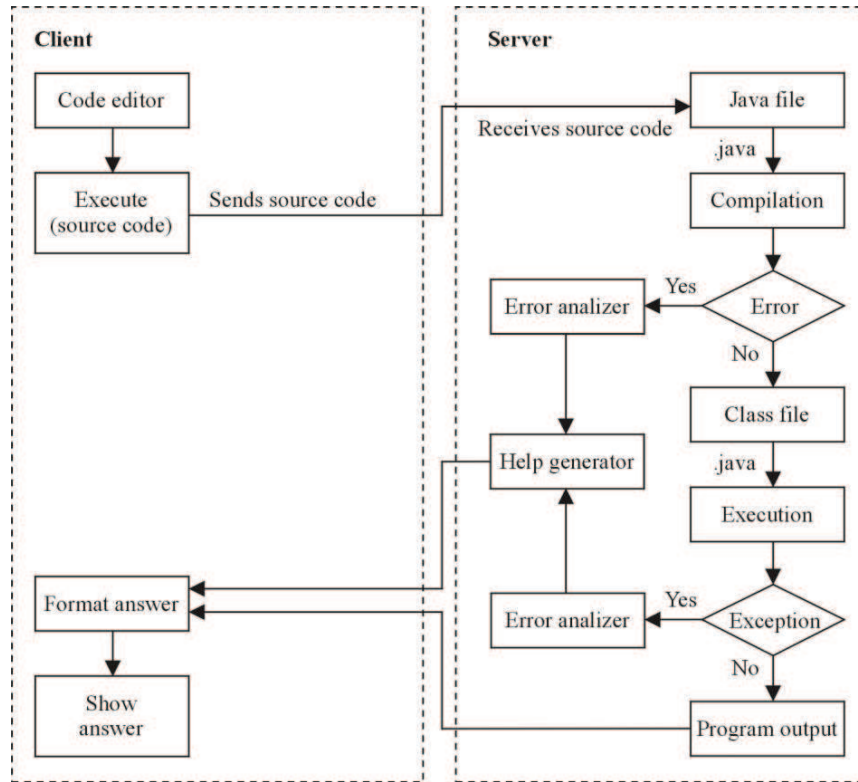 Client
Server
Code editor
Java file
Receives source code
.java
Execute
(source code)
Sends source code
Compilation
Yes
Error analizer
Error
No
Class file
Help generator
.java
Execution
Format answer
Yes
Error analizer
Exception
No
Show
answer
Program output